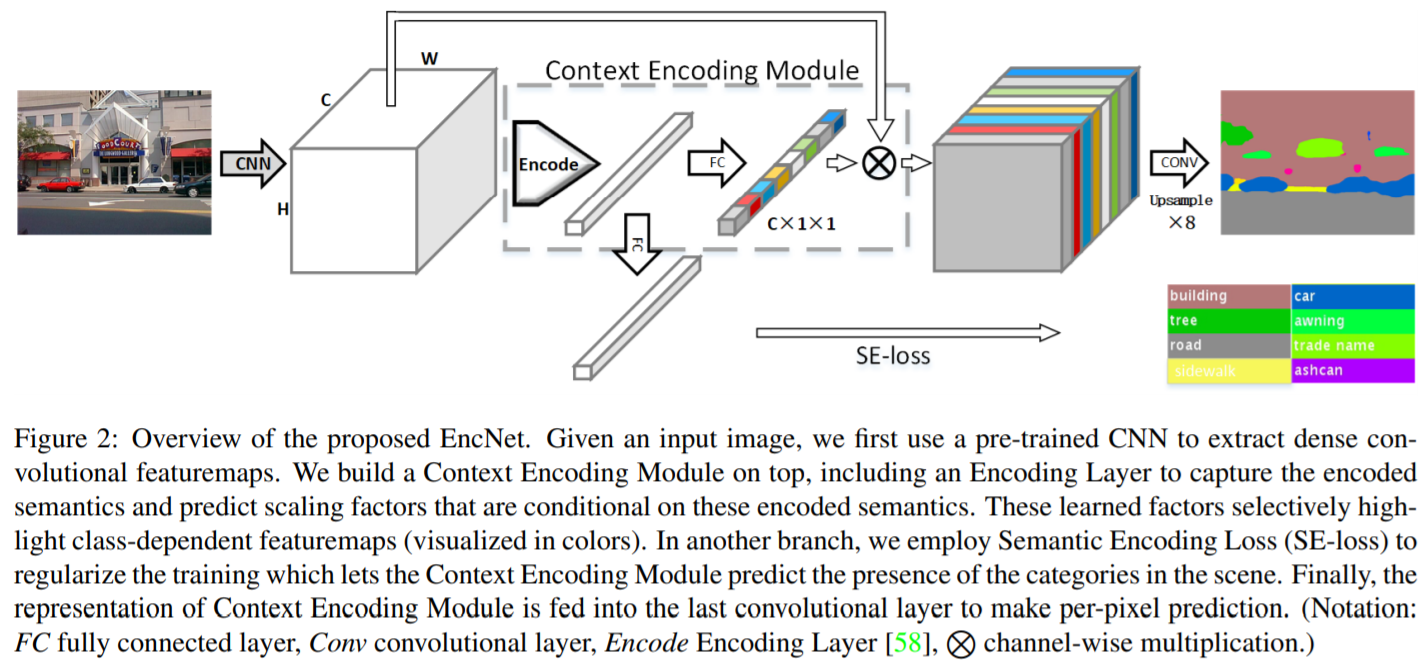 W
Context Encoding Module
C
CNN
Encode
FC
CONV
H
Upsample
×8
C×1×1
FC
building
car
tree
awning
road
trade name
sidewalk
ashcan
SE-loss
FOODCOURT
Figure 2: Overview of the proposed EncNet. Given an input image, we first use a pre-trained CNN to extract dense con-
volutional featuremaps. We build a Context Encoding Module on top, including an Encoding Layer to capture the encoded
semantics and predict scaling factors that are conditional on these encoded semantics. These learned factors selectively high-
light class-dependent featuremaps (visualized in colors). In another branch, we employ Semantic Encoding Loss (SE-loss) to
regularize the training which lets the Context Encoding Module predict the presence of the categories in the scene. Finally, the
representation of Context Encoding Module is fed into the last convolutional layer to make per-pixel prediction. (Notation:
FC fully connected layer, Conv convolutional layer, Encode Encoding Layer [58], ⊗ channel-wise multiplication.)